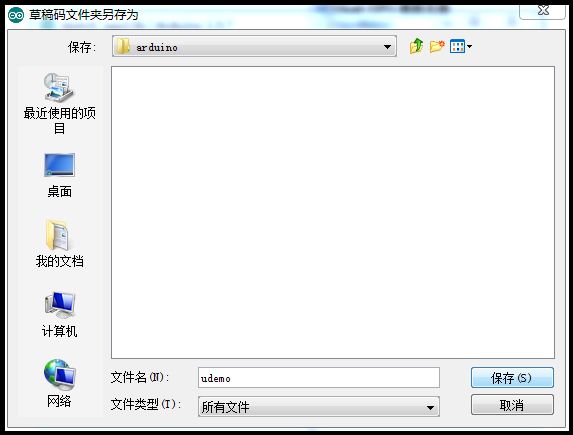 草稿码文件夹另存为
保存:
arduino
最近使用的项
目
桌面
我的文档
计算机
网络
文件名(N):
udemo
保存(S)
文件类型(T):
所有文件
取消